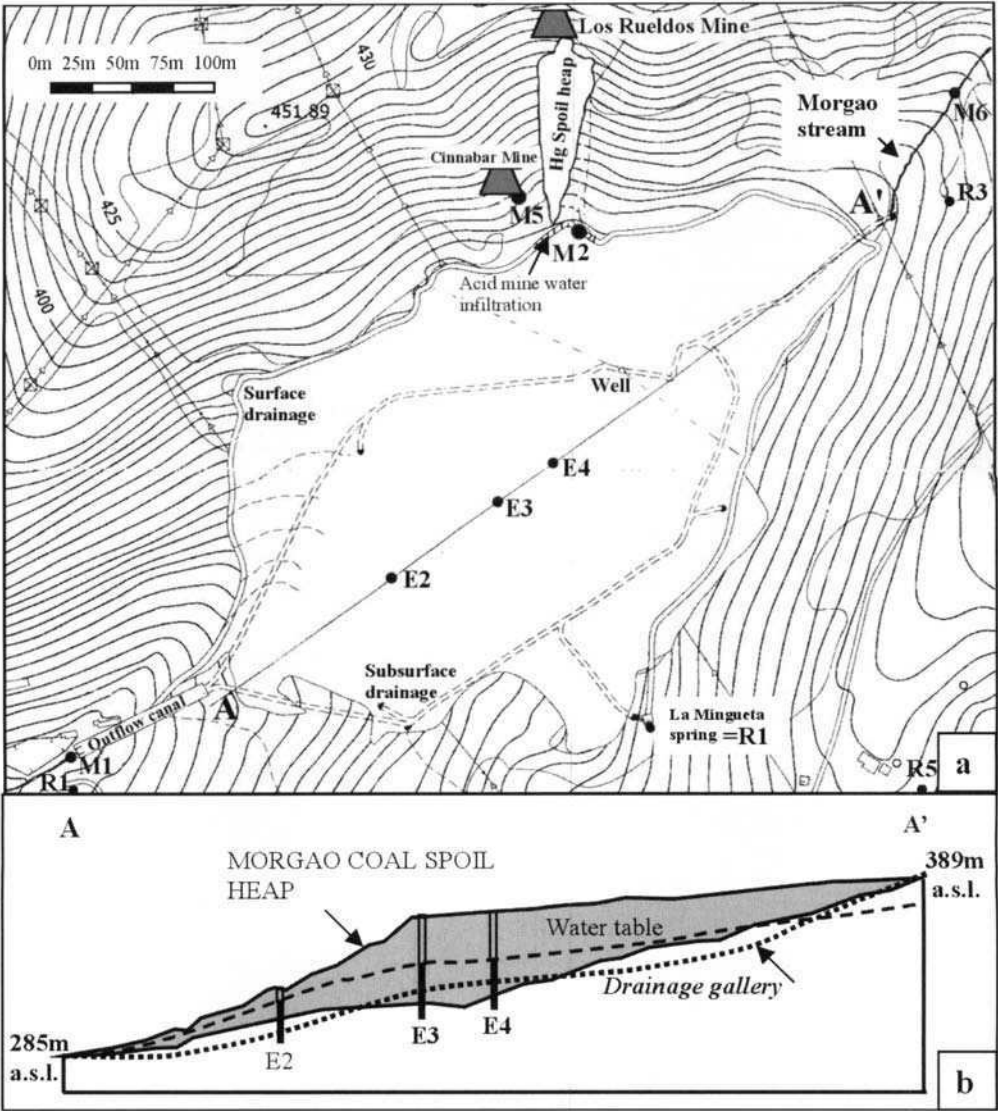 Los Rueldos Mine
0m 25m 50m 75m 100m
430
451.89
Hg Spoil heap
Morgao
stream
M6
Cinnabar Mine
425
M5
R3
A'
M2
Acid mine water
infiltration
400
Surface
drainage
Well
E4
E3
E2
Subsurface
drainage
A
La Mingueta
spring =R1
Outflow canal
M1
R1
R5
a
A
A'
MORGAO COAL SPOIL
HEAP
389m
a.s.l.
Water table
Drainage gallery
E3
E4
E2
285m
a.s.l.
b